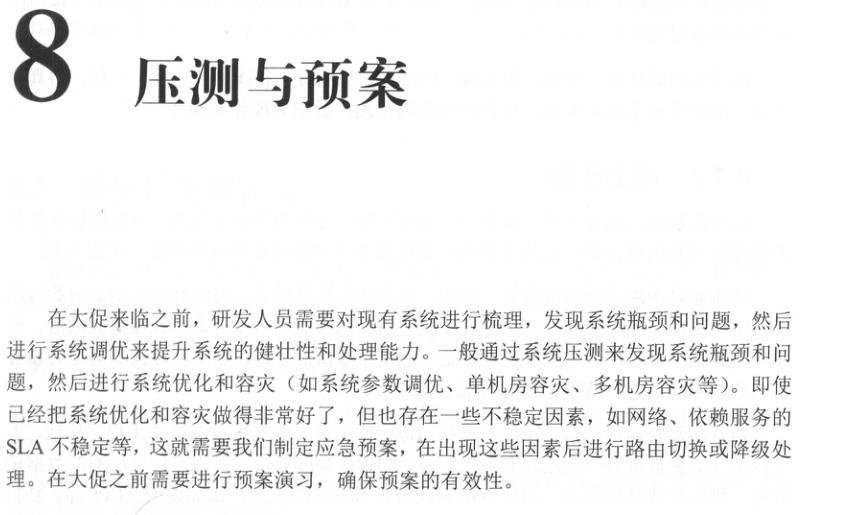 8
压测与预案
在大促来临之前，研发人员需要对现有系统进行梳理，发现系统瓶颈和问题，然后
进行系统调优来提升系统的健壮性和处理能力。一般通过系统压测来发现系统瓶颈和问
题，然后进行系统优化和容灾（如系统参数调优、单机房容灾、多机房容灾等）。即使
已经把系统优化和容灾做得非常好了，但也存在一些不稳定因素，如网络、依赖服务的
SLA 不稳定等，这就需要我们制定应急预案，在出现这些因素后进行路由切换或降级处
理。在大促之前需要进行预案演习，确保预案的有效性。